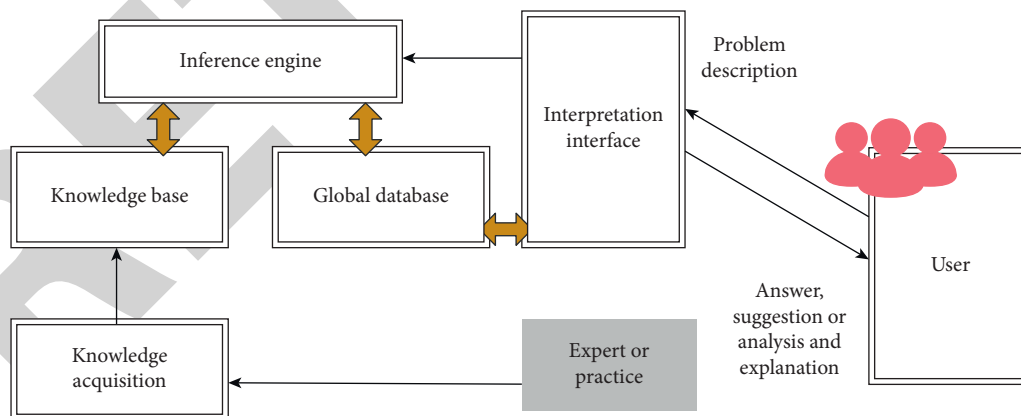 Inference engine
Interpretation
interface
Problem
description
Knowledge base
Global database
User
Answer,
suggestion or
analysis and
explanation
Knowledge
acquisition
Expert or
practice